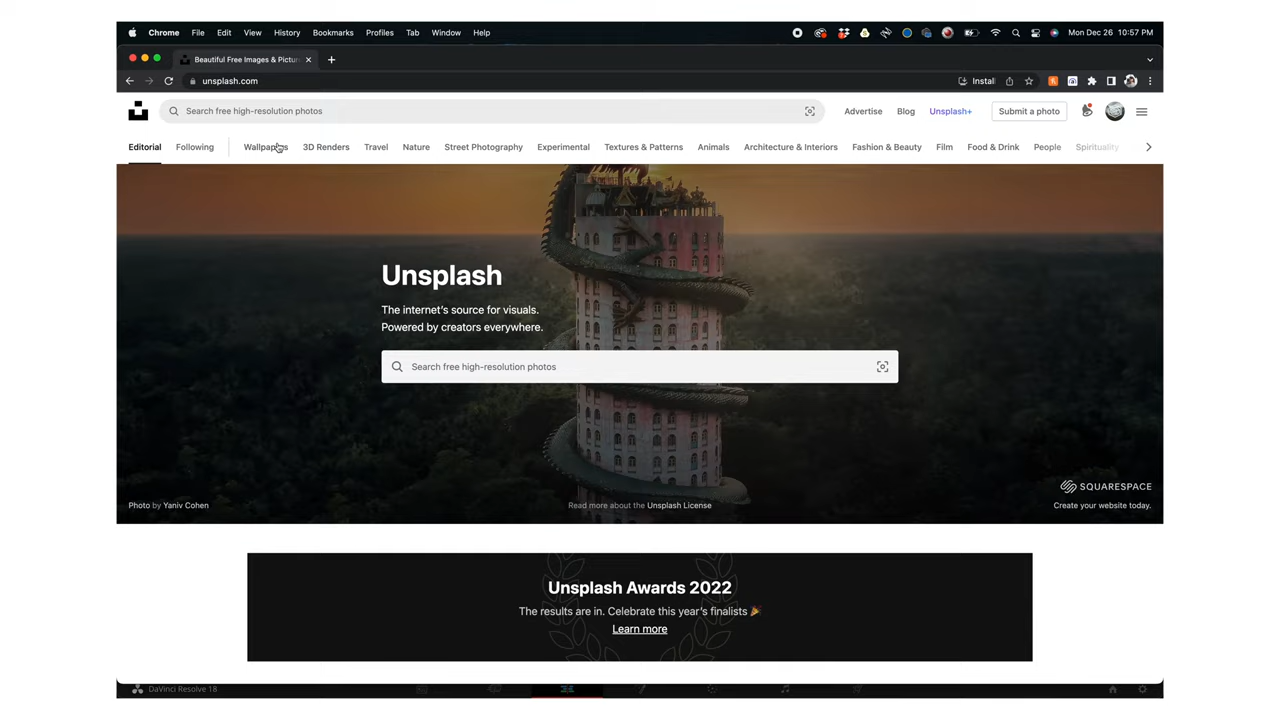 Chrome File Edit View History Bookmarks Profiles Tab Window Help Mon Dec 26 10:57 PM
Beautiful Free Images & Pictur
unsplash.com Install
Search free high-resolution photos Advertise Blog Unsplash+ Submit a photo
Editorial Following Wallpapers 3D Renders Travel Nature Street Photography Experimental Textures & Patterns Animals Architecture & Interiors Fashion & Beauty Film Food & Drink People Spirituality
Unsplash
The internet's source for visuals.
Powered by creators everywhere.
Search free high-resolution photos
SQUARESPACE
Photo by Yaniv Cohen Read more about the Unsplash License Create your website today.
Unsplash Awards 2022
The results are in. Celebrate this year's finalists 🎉
Learn more
DaVinci Resolve 18